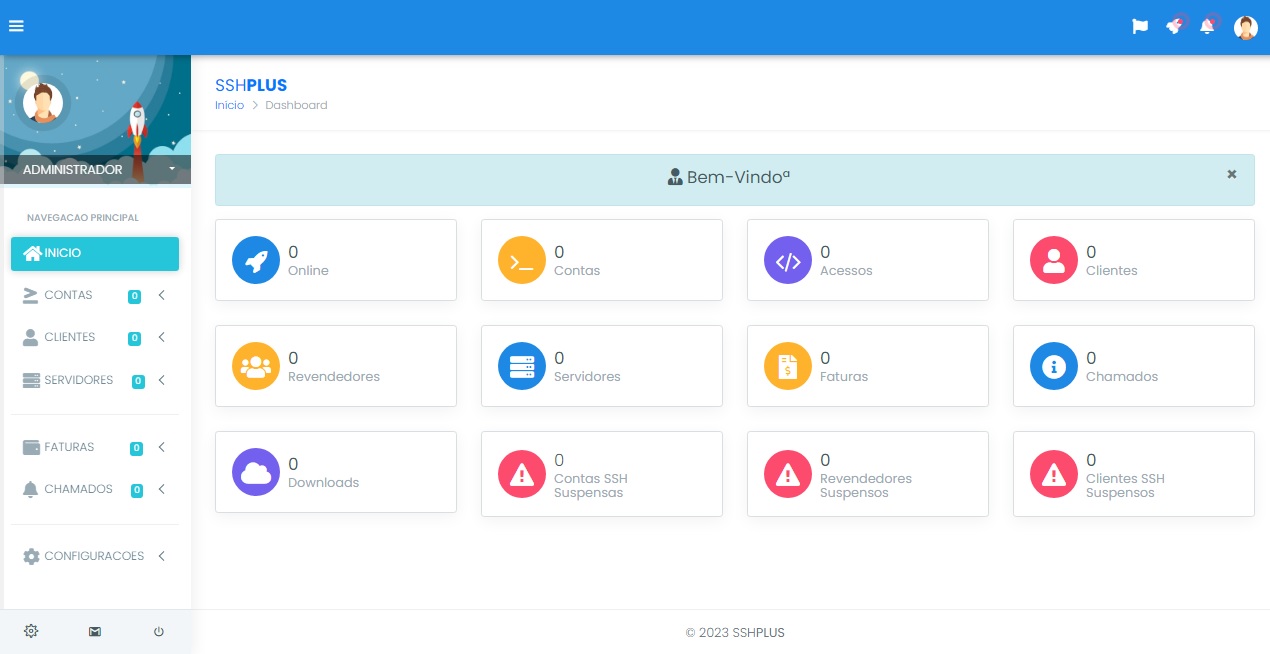 SSHPLUS
Início > Dashboard
ADMINISTRADOR
NAVEGACAO PRINCIPAL
INICIO
CONTAS 0
CLIENTES 0
SERVIDORES 0
FATURAS 0
CHAMADOS 0
CONFIGURACOES
Bem-Vindoª ×
0
Online
0
Contas
0
Acessos
0
Clientes
0
Revendedores
0
Servidores
0
Faturas
0
Chamados
0
Downloads
0
Contas SSH
Suspensas
0
Revendedores
Suspensos
0
Clientes SSH
Suspensos
© 2023 SSHPLUS